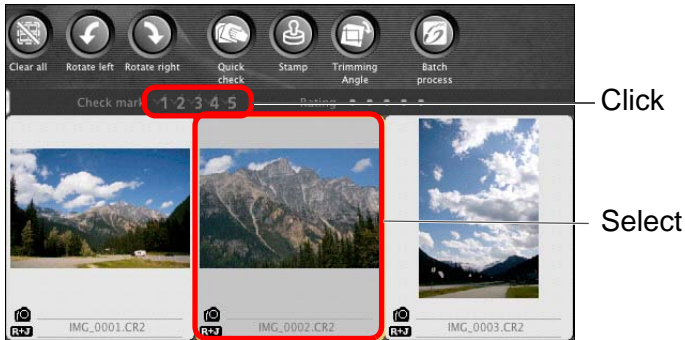 Clear all Rotate left Rotate right Quick check Stamp Trimming Angle Batch process
Check mark 1 2 3 4 5 Rating
Click
Select
R+J IMG_0001.CR2 R+J IMG_0002.CR2 R+J IMG_0003.CR2